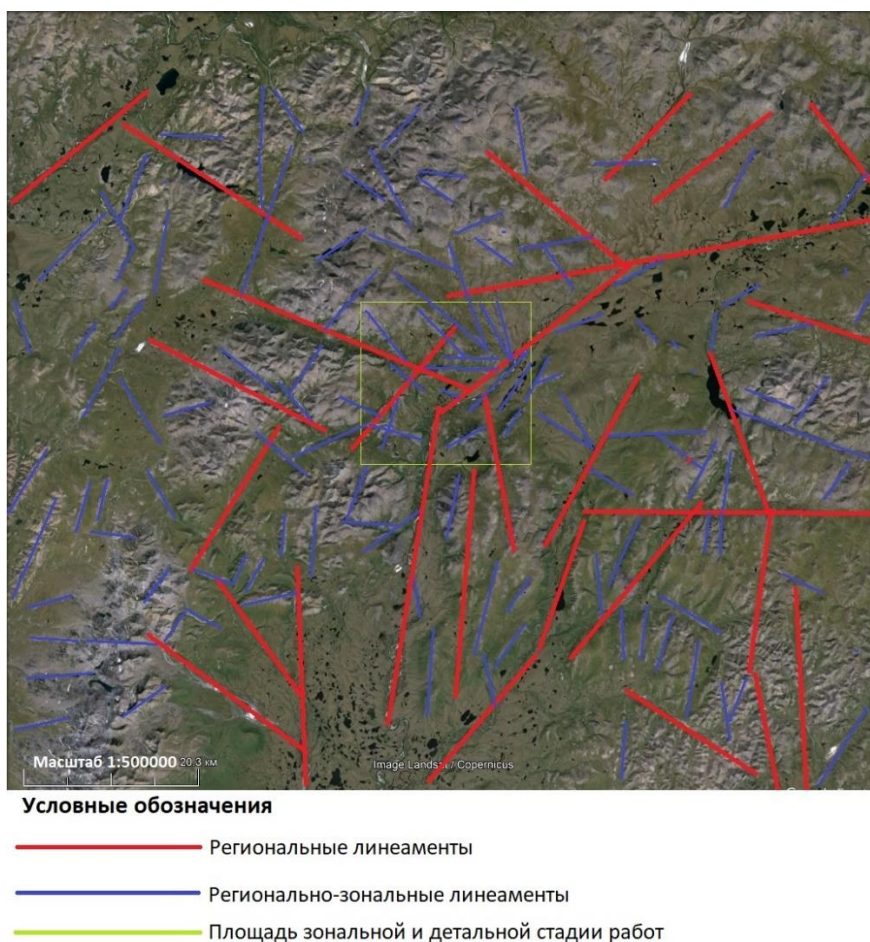 Масштаб 1:500000 20.3 км
Image Landsat / Copernicus
Условные обозначения
Региональные линеаменты
Регионально-зональные линеаменты
Площадь зональной и детальной стадии работ